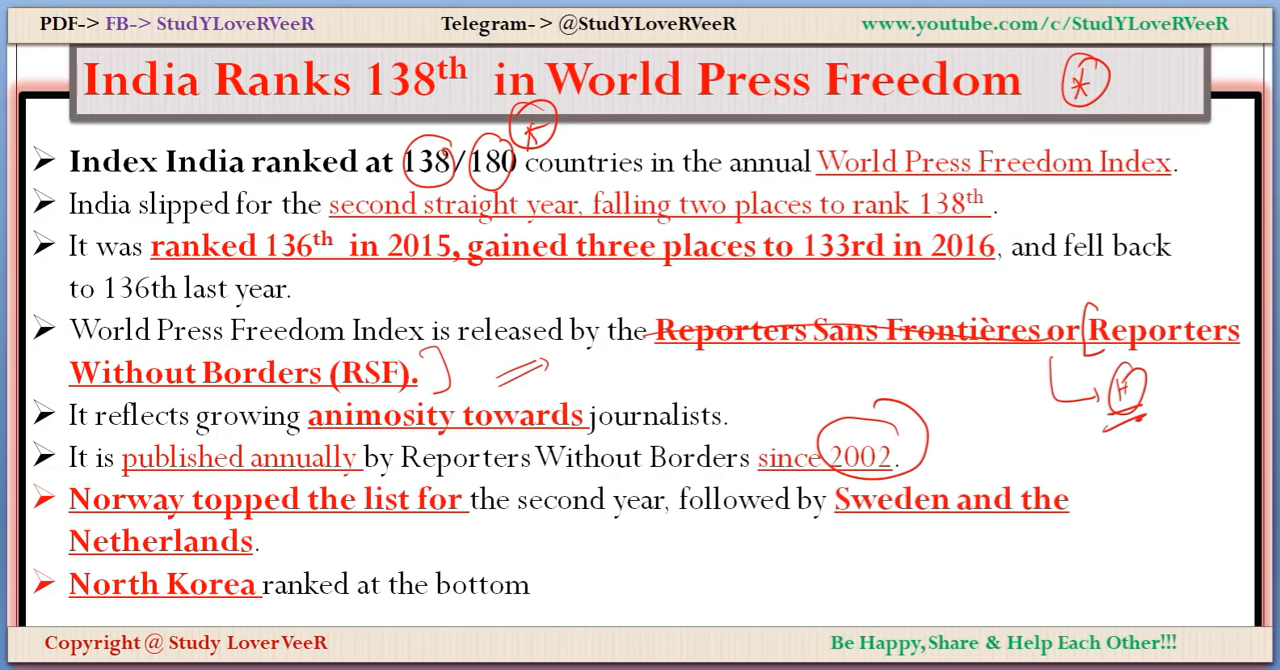 PDF-> FB-> StudYLoveRVeeR Telegram- > @StudYLoveRVeeR www.youtube.com/c/StudYLoveRVeeR
India Ranks 138th in World Press Freedom
➤ Index India ranked at 138/180 countries in the annual World Press Freedom Index.
➤ India slipped for the second straight year, falling two places to rank 138th .
➤ It was ranked 136th in 2015, gained three places to 133rd in 2016, and fell back
to 136th last year.
➤ World Press Freedom Index is released by the Reporters Sans Frontières or Reporters
Without Borders (RSF).
➤ It reflects growing animosity towards journalists.
➤ It is published annually by Reporters Without Borders since 2002.
➤ Norway topped the list for the second year, followed by Sweden and the
Netherlands.
➤ North Korea ranked at the bottom
Copyright @ Study LoverVeeR Be Happy,Share & Help Each Other!!!